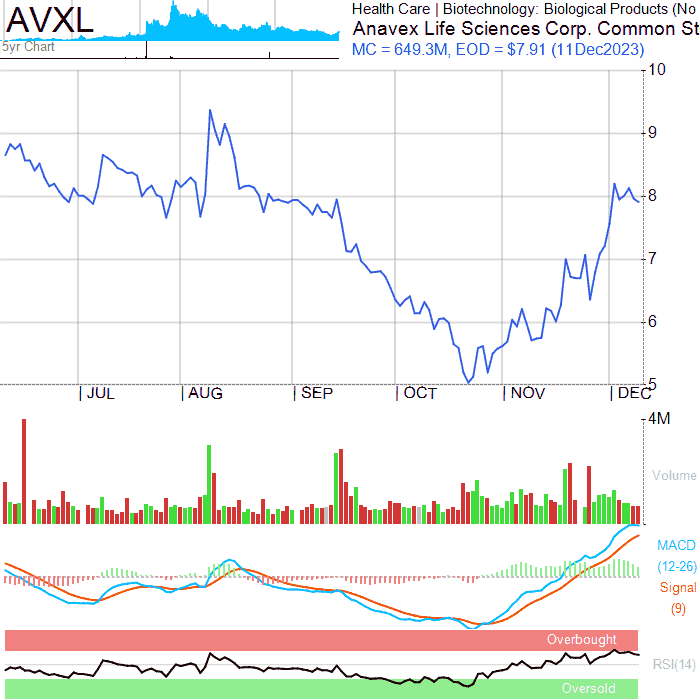 AVXL
5yr Chart
Health Care | Biotechnology: Biological Products (No
Anavex Life Sciences Corp. Common St
MC = 649.3M, EOD = $7.91 (11Dec2023)
10
9
8
7
6
5
JUL AUG SEP OCT NOV DEC
4M
Volume
MACD
(12-26)
Signal
(9)
Overbought
RSI(14)
Oversold